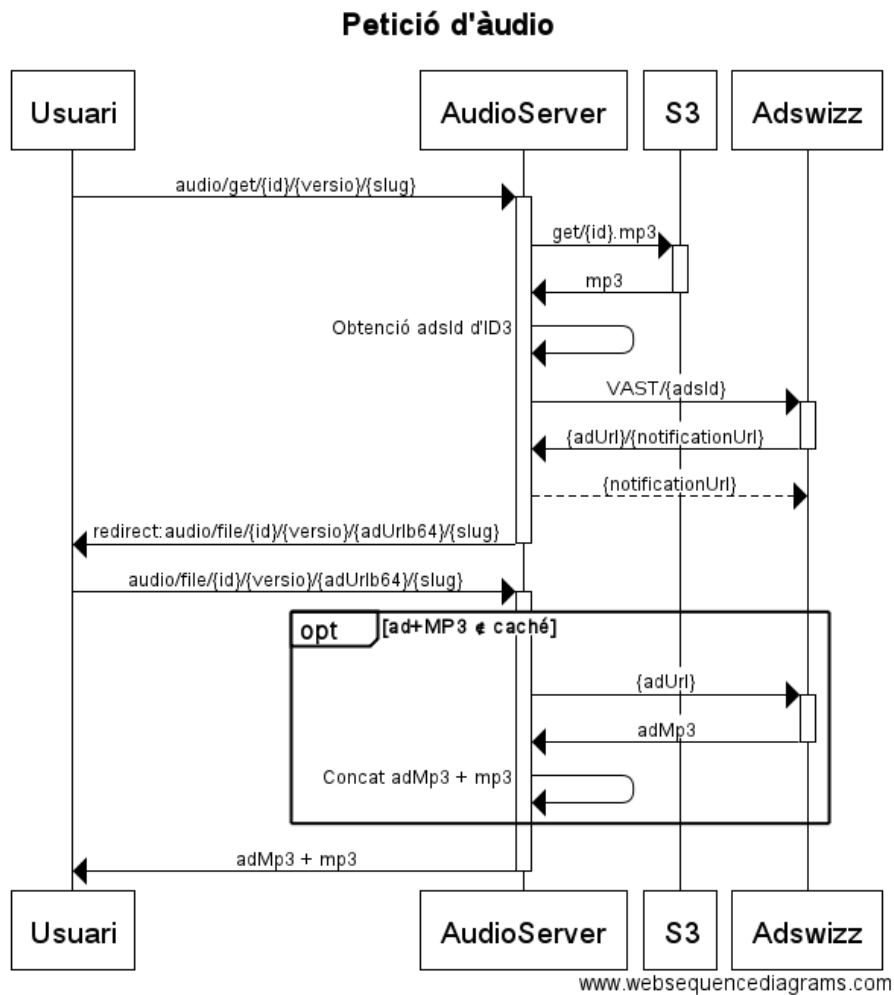 Petició d'àudio
Usuari
AudioServer
S3
Adswizz
audio/get/{id}/{versio}/{slug}
get/{id}.mp3
mp3
Obtenció adsId d'ID3
VAST/{adsId}
{adUrl}/{notificationUrl}
{notificationUrl}
redirect:audio/file/{id}/{versio}/{adUrlb64}/{slug}
audio/file/{id}/{versio}/{adUrlb64}/{slug}
opt
[ad+MP3 ∉ caché]
{adUrl}
adMp3
Concat adMp3 + mp3
adMp3 + mp3
Usuari
AudioServer
S3
Adswizz
www.websequencediagrams.com